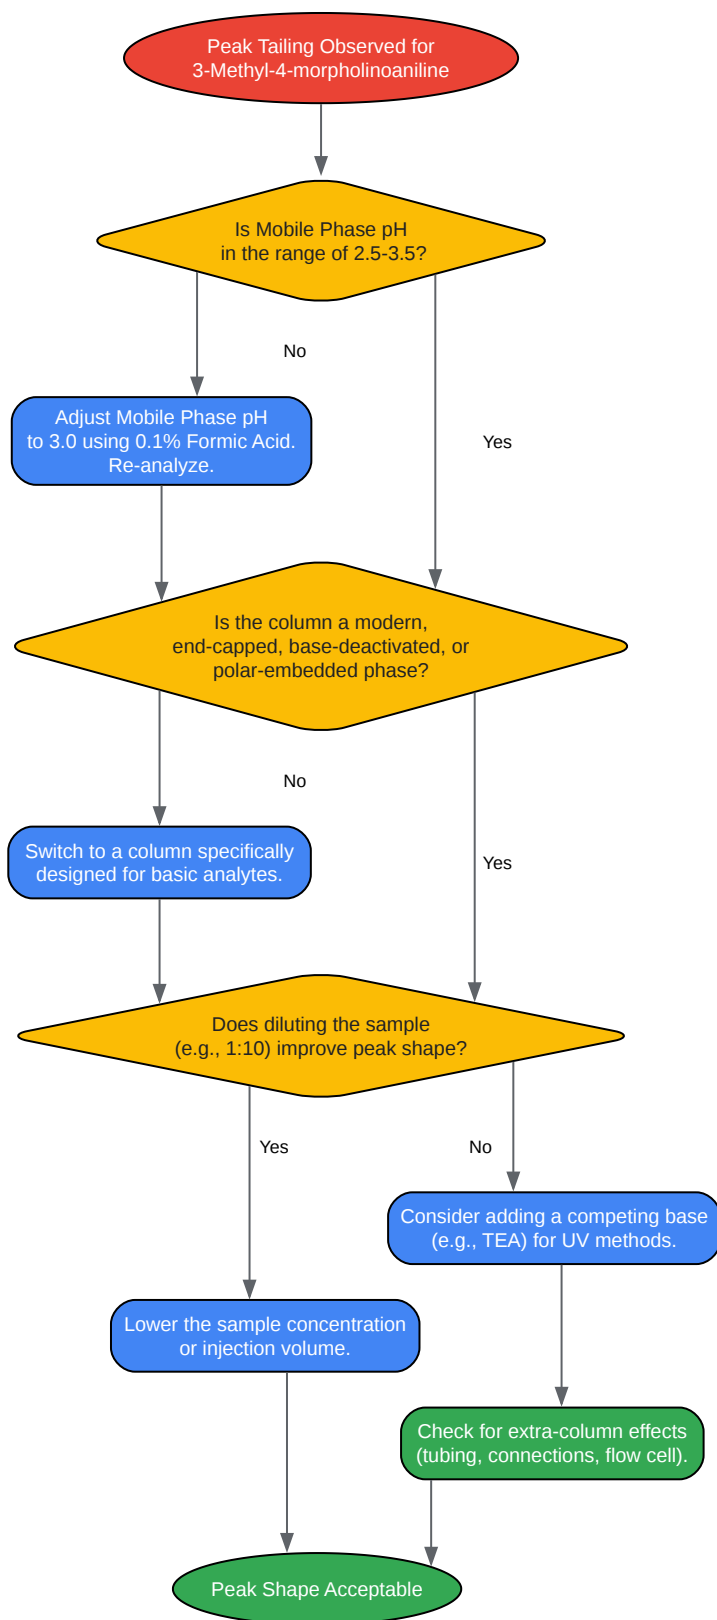 Peak Tailing Observed for
3-Methyl-4-morpholinoaniline
Is Mobile Phase pH
in the range of 2.5-3.5?
No
Adjust Mobile Phase pH
to 3.0 using 0.1% Formic Acid.
Re-analyze.
Yes
Is the column a modern,
end-capped, base-deactivated, or
polar-embedded phase?
No
Switch to a column specifically
designed for basic analytes.
Yes
Does diluting the sample
(e.g., 1:10) improve peak shape?
Yes
No
Consider adding a competing base
(e.g., TEA) for UV methods.
Lower the sample concentration
or injection volume.
Check for extra-column effects
(tubing, connections, flow cell).
Peak Shape Acceptable